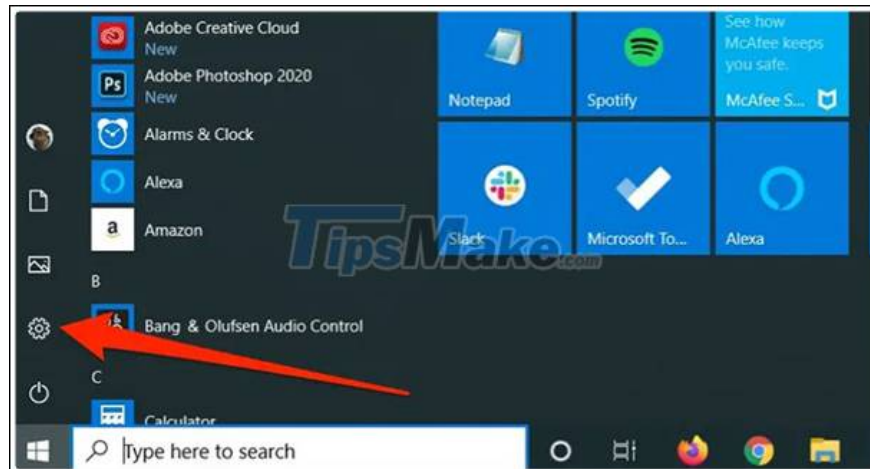 Adobe Creative Cloud
New
Adobe Photoshop 2020
New
Alarms & Clock
Alexa
Amazon
B
Bang & Olufsen Audio Control
C
Calculator
Notepad
Spotify
See how
McAfee keeps
you safe.
McAfee S...
Slack
Microsoft To...
Alexa
TipsMake.com
Type here to search